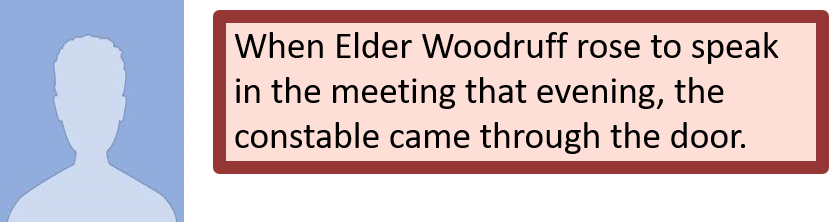 When Elder Woodruff rose to speak
in the meeting that evening, the
constable came through the door.